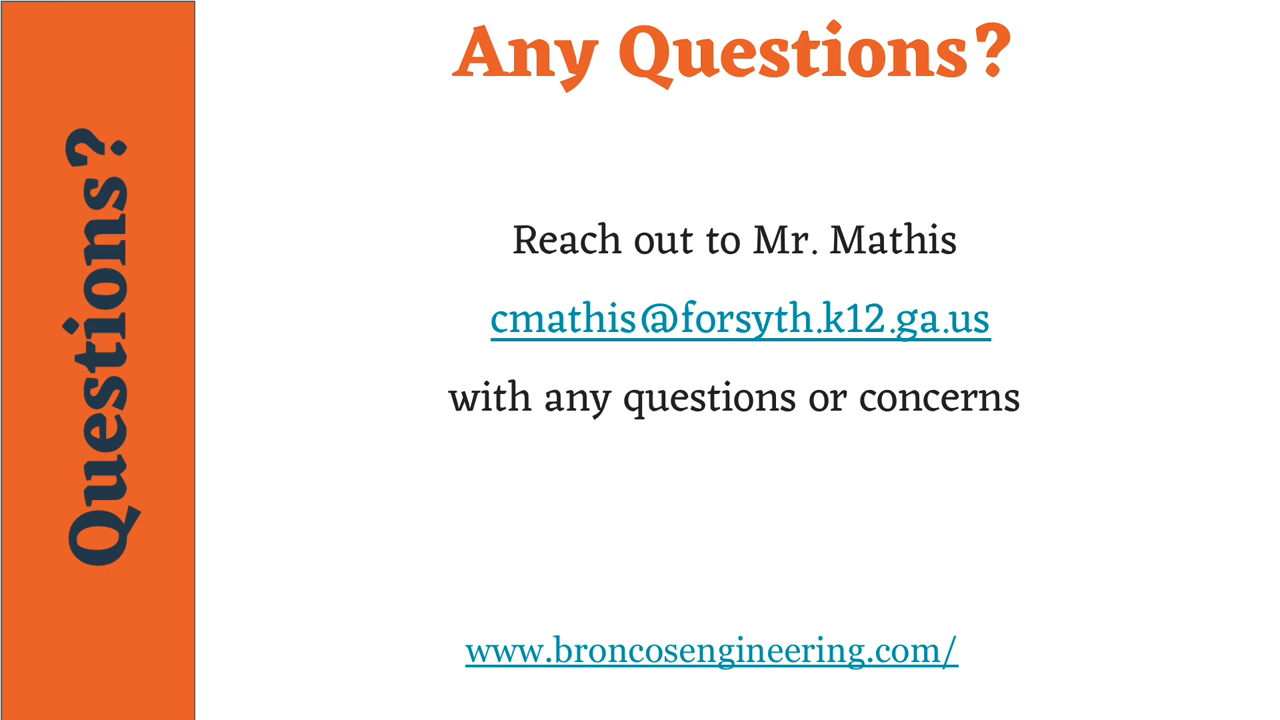 Questions?
Any Questions?
Reach out to Mr. Mathis
cmathis@forsyth.k12.ga.us
with any questions or concerns
www.broncosengineering.com/